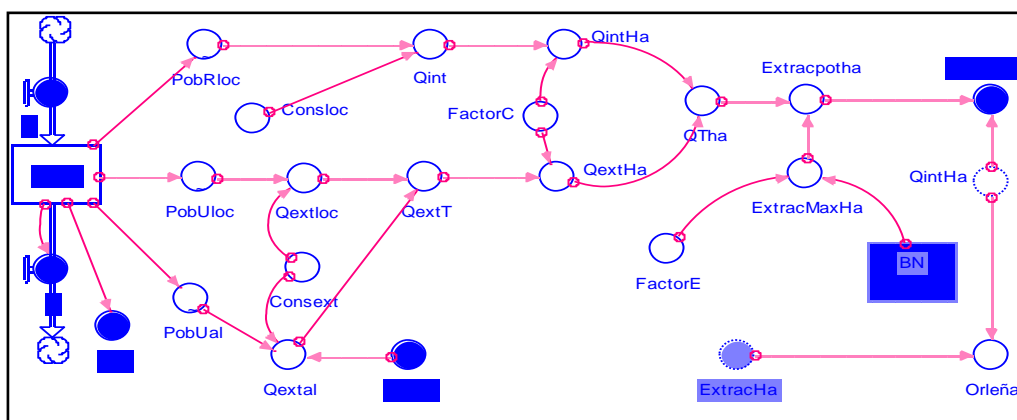 PobRloc
Qint
QintHa
Extracpotha
Consloc
FactorC
QTha
PobUloc
Qextloc
QextT
QextHa
ExtracMaxHa
QintHa
Consext
FactorE
BN
PobUal
Qextal
ExtracHa
Orleña